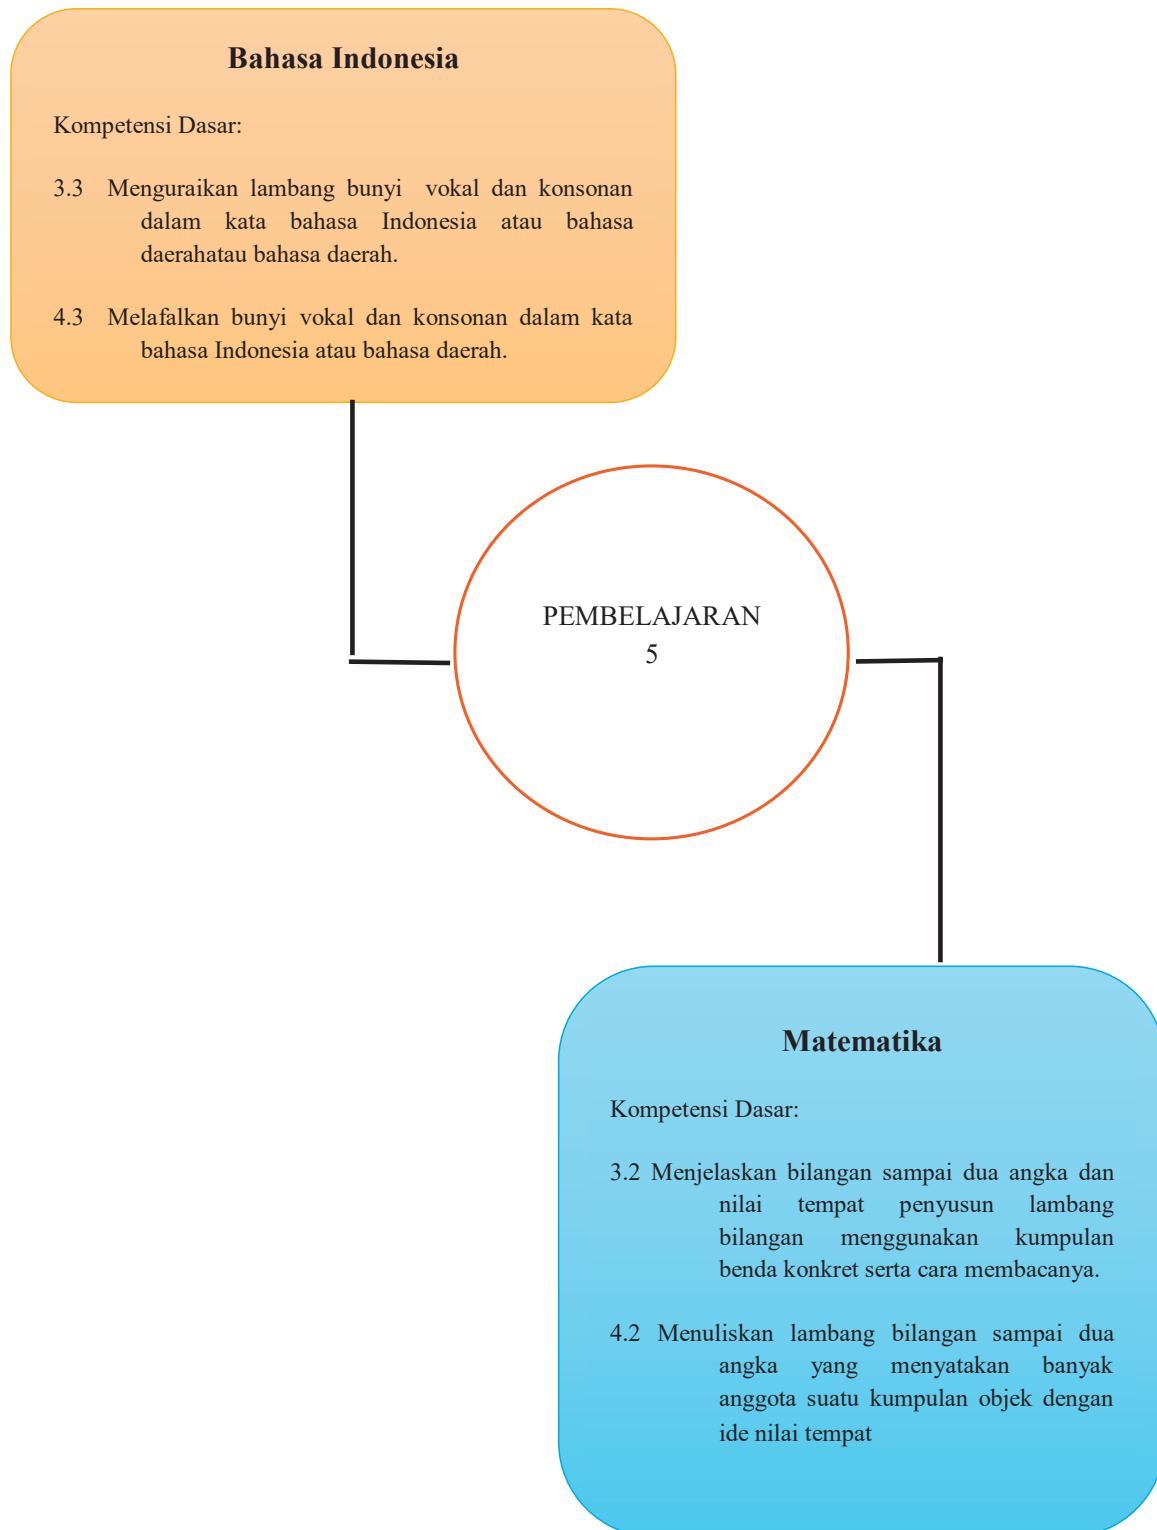 Bahasa Indonesia
Kompetensi Dasar:
3.3 Menguraikan lambang bunyi vokal dan konsonan
dalam kata bahasa Indonesia atau bahasa
daerahatau bahasa daerah.
4.3 Melafalkan bunyi vokal dan konsonan dalam kata
bahasa Indonesia atau bahasa daerah.
PEMBELAJARAN
5
Matematika
Kompetensi Dasar:
3.2 Menjelaskan bilangan sampai dua angka dan
nilai tempat penyusun lambang
bilangan menggunakan kumpulan
benda konkret serta cara membacanya.
4.2 Menuliskan lambang bilangan sampai dua
angka yang menyatakan banyak
anggota suatu kumpulan objek dengan
ide nilai tempat